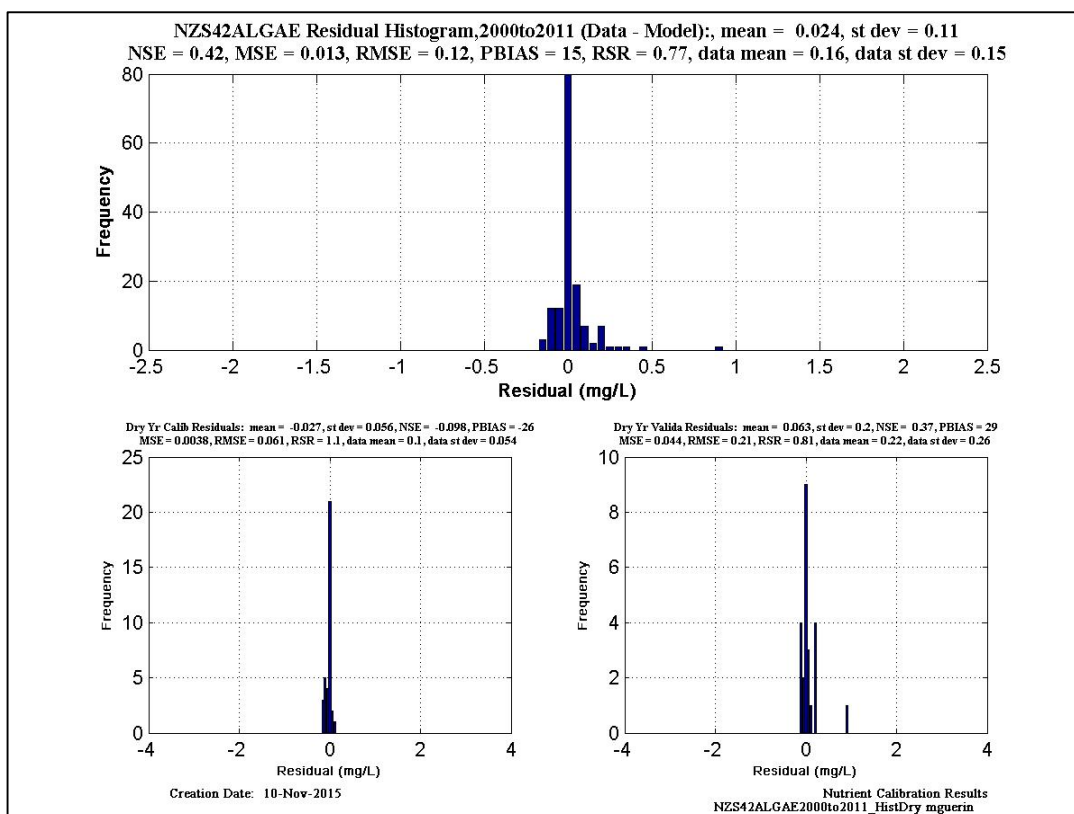 NZS42ALGAE Residual Histogram,2000to2011 (Data - Model):, mean = 0.024, st dev = 0.11
NSE = 0.42, MSE = 0.013, RMSE = 0.12, PBIAS = 15, RSR = 0.77, data mean = 0.16, data st dev = 0.15
80
60
40
20
0
Frequency
-2.5 -2 -1.5 -1 -0.5 0 0.5 1 1.5 2 2.5
Residual (mg/L)
Dry Yr Calib Residuals: mean = -0.027, st dev = 0.056, NSE = -0.098, PBIAS = -26
MSE = 0.0038, RMSE = 0.061, RSR = 1.1, data mean = 0.1, data st dev = 0.054
25
20
15
10
5
0
Frequency
-4 -2 0 2 4
Residual (mg/L)
Dry Yr Valida Residuals: mean = 0.063, st dev = 0.2, NSE = 0.37, PBIAS = 29
MSE = 0.044, RMSE = 0.21, RSR = 0.81, data mean = 0.22, data st dev = 0.26
10
8
6
4
2
0
Frequency
-4 -2 0 2 4
Residual (mg/L)
Creation Date: 10-Nov-2015
Nutrient Calibration Results
NZS42ALGAE2000to2011_HistDry mguerin